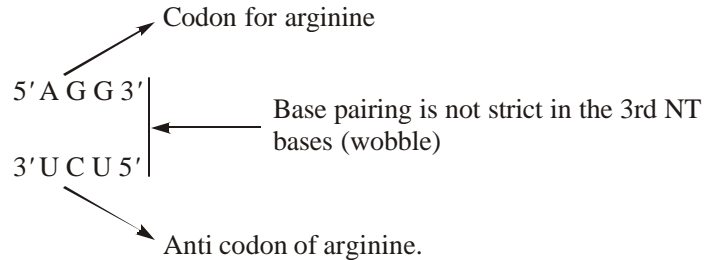 Codon for arginine
5′ A G G 3′
Base pairing is not strict in the 3rd NT
bases (wobble)
3′ U C U 5′
Anti codon of arginine.